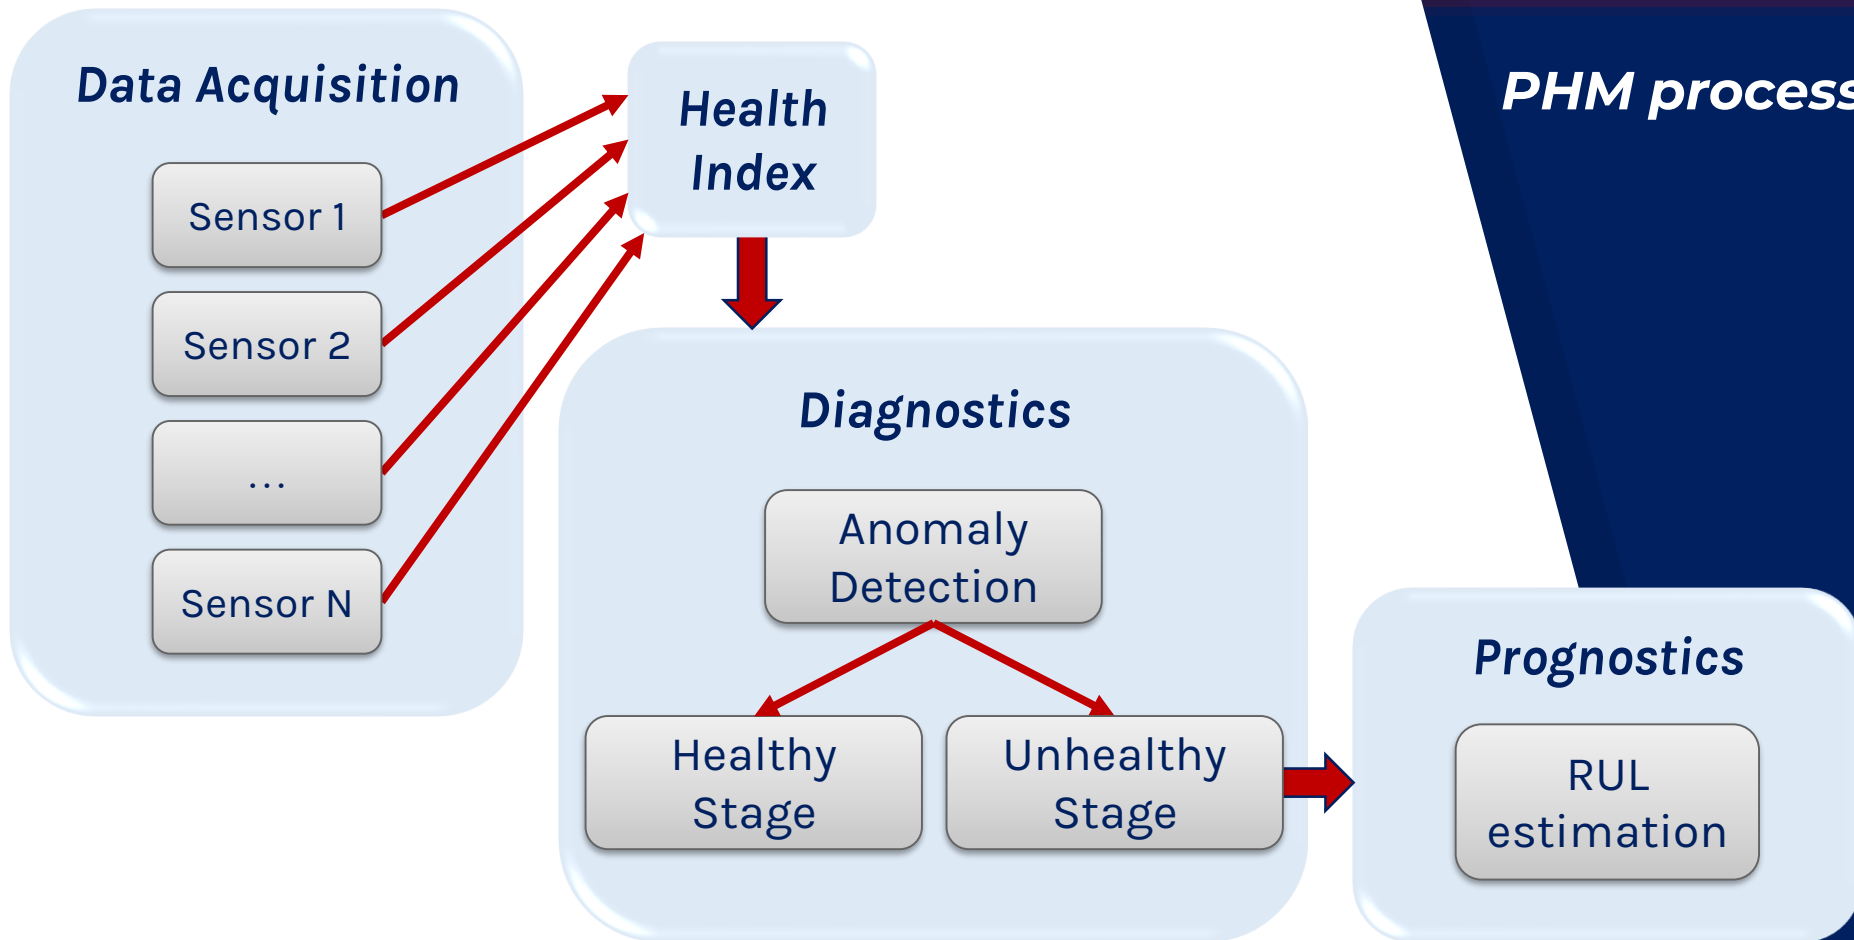 PHM process
Data Acquisition
Sensor 1
Sensor 2
...
Sensor N
Health
Index
Diagnostics
Anomaly
Detection
Healthy
Stage
Unhealthy
Stage
Prognostics
RUL
estimation